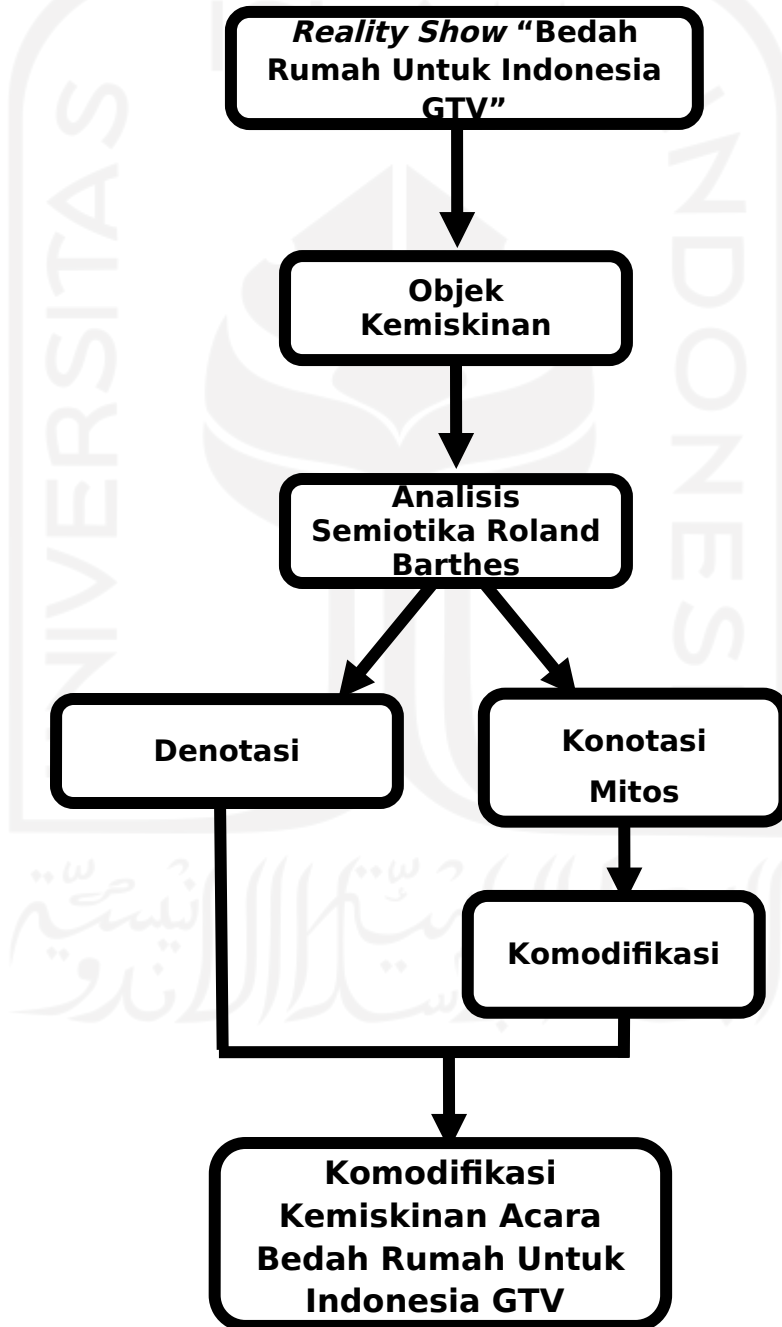 Reality Show “Bedah
Rumah Untuk Indonesia
GTV”
Objek
Kemiskinan
Analisis
Semiotika Roland
Barthes
Denotasi
Konotasi
Mitos
Komodifikasi
Komodifikasi
Kemiskinan Acara
Bedah Rumah Untuk
Indonesia GTV